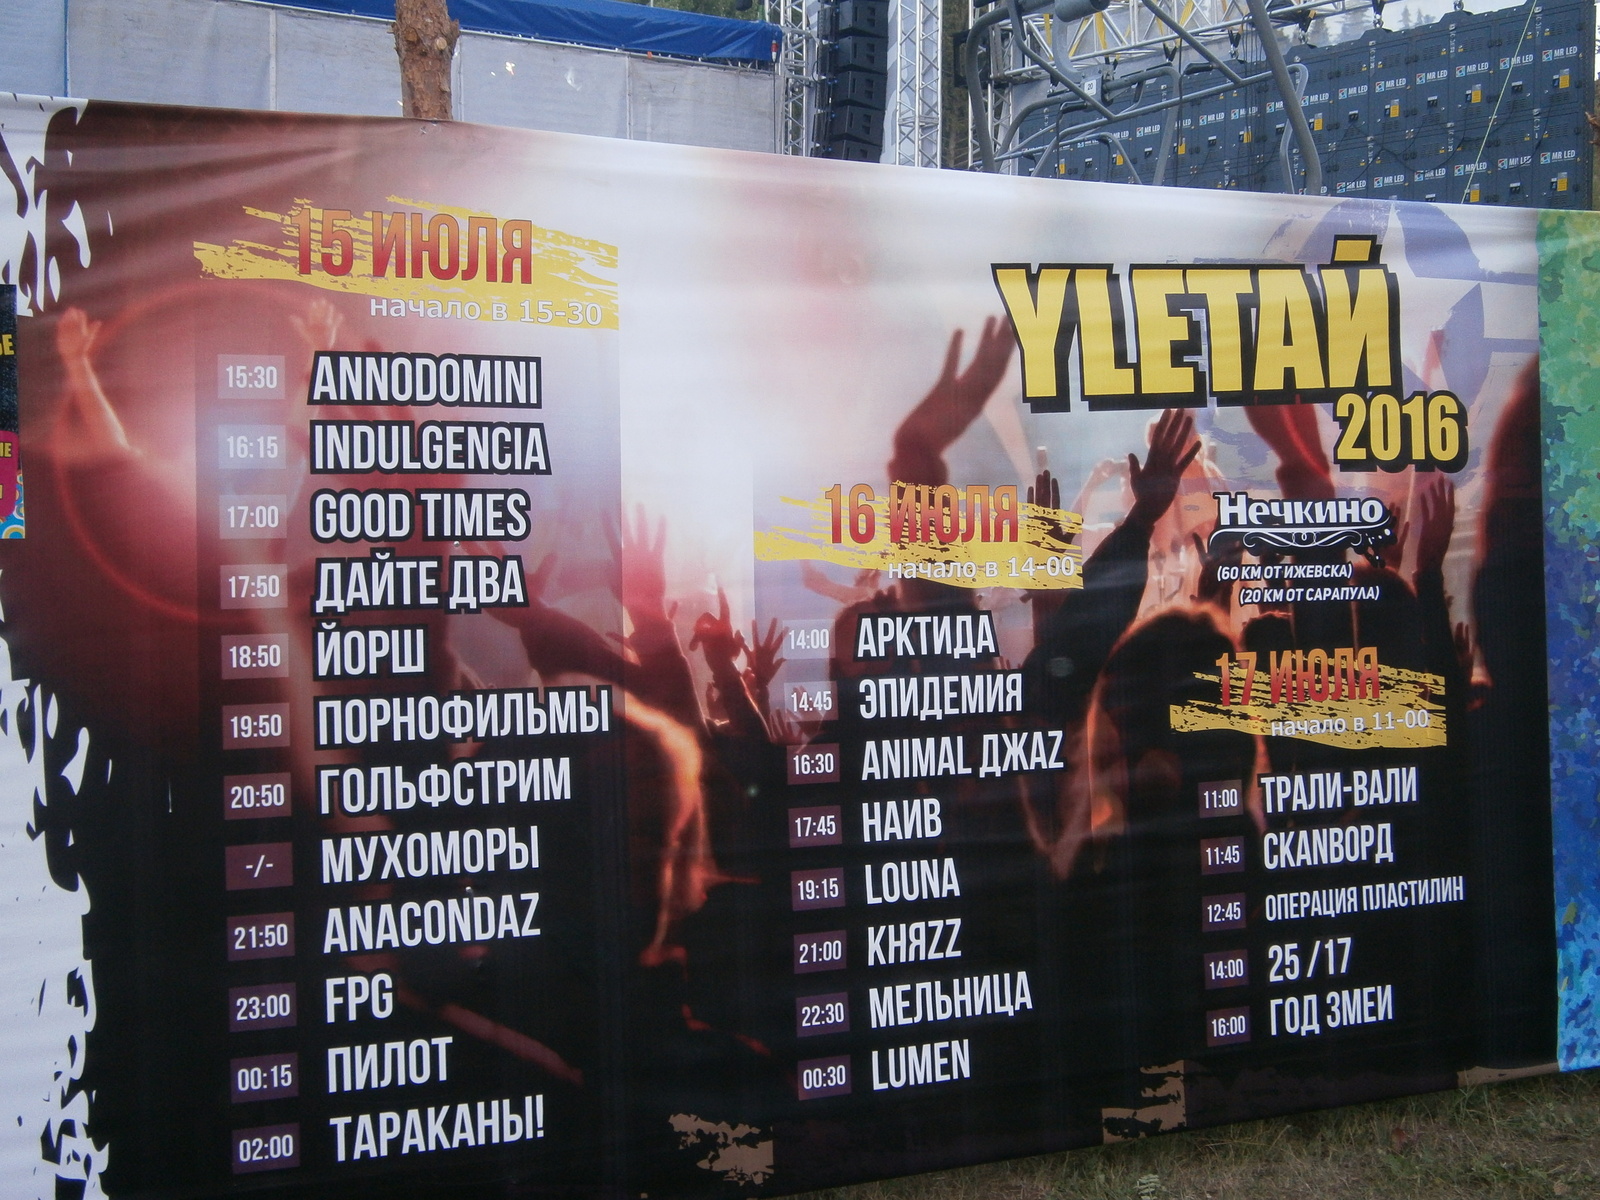 15 ИЮЛЯ
начало в 15-30
15:30 ANNODOMINI
16:15 INDULGENCIA
17:00 GOOD TIMES
17:50 ДАЙТЕ ДВА
18:50 ЙОРШ
19:50 ПОРНОФИЛЬМЫ
20:50 ГОЛЬФСТРИМ
-/- МУХОМОРЫ
21:50 ANACONDAZ
23:00 FPG
00:15 ПИЛОТ
02:00 ТАРАКАНЫ!
YLETAЙ
2016
Нечкино
(60 КМ ОТ ИЖЕВСКА)
(20 КМ ОТ САРАПУЛА)
16 ИЮЛЯ
начало в 14-00
14:00 АРКТИДА
14:45 ЭПИДЕМИЯ
16:30 ANIMAL ДЖАZ
17:45 НАИВ
19:15 LOUNA
21:00 КНЯZZ
22:30 МЕЛЬНИЦА
00:30 LUMEN
17 ИЮЛЯ
начало в 11-00
11:00 ТРАЛИ-ВАЛИ
11:45 СКАNВОРД
12:45 ОПЕРАЦИЯ ПЛАСТИЛИН
14:00 25 / 17
16:00 ГОД ЗМЕИ
MR LED